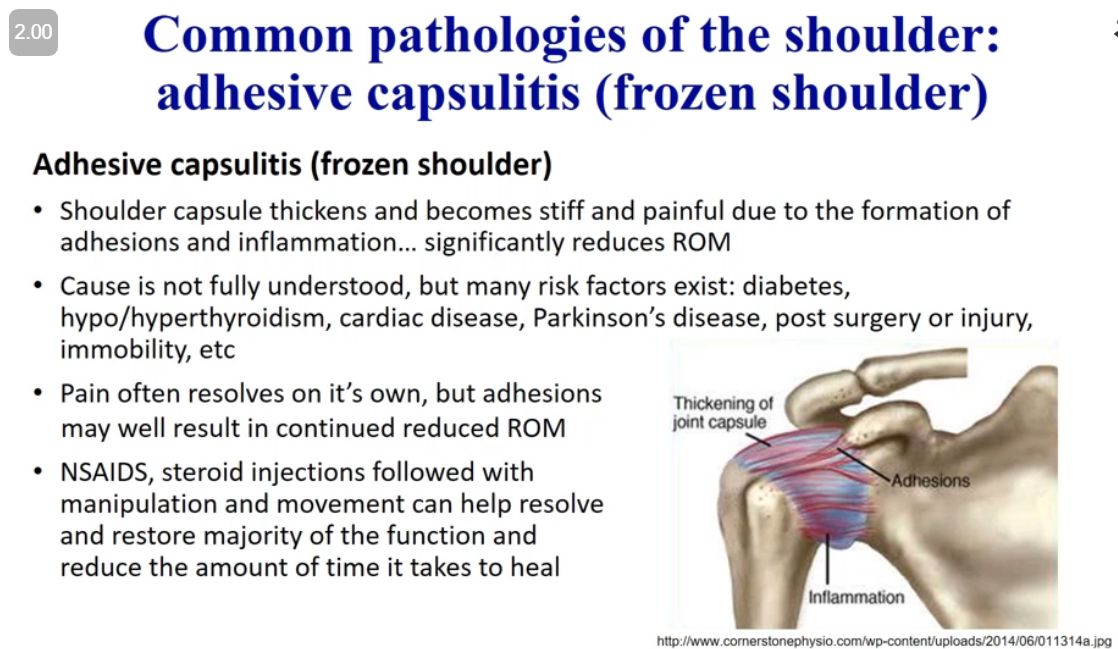 2.00
Common pathologies of the shoulder:
adhesive capsulitis (frozen shoulder)
Adhesive capsulitis (frozen shoulder)
• Shoulder capsule thickens and becomes stiff and painful due to the formation of
adhesions and inflammation... significantly reduces ROM
• Cause is not fully understood, but many risk factors exist: diabetes,
hypo/hyperthyroidism, cardiac disease, Parkinson's disease, post surgery or injury,
immobility, etc
• Pain often resolves on it's own, but adhesions
may well result in continued reduced ROM
• NSAIDS, steroid injections followed with
manipulation and movement can help resolve
and restore majority of the function and
reduce the amount of time it takes to heal
Thickening of
joint capsule
Adhesions
Inflammation
http://www.cornerstonephysio.com/wp-content/uploads/2014/06/011314a.jpg